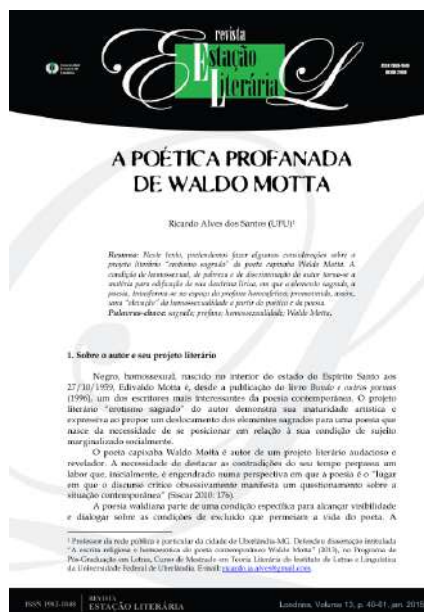 revista
Estação
Literária
EL
A POÉTICA PROFANADA
DE WALDO MOTTA
Ricardo Alves dos Santos (UFU)¹
Resumo: Neste texto, pretendemos fazer algumas considerações sobre o
projeto literário "erotismo sagrado" do poeta capixaba Waldo Motta. A
condição de homossexual, de pobreza e de discriminação do autor torna-se a
matéria para edificação de sua doutrina lírica, em que o elemento sagrado, a
poesia, transforma-se no espaço do profano homoafetivo; promovendo, assim,
uma "elevação" da homossexualidade a partir do poético e da poesia.
Palavras-chave: sagrado; profano; homossexualidade; Waldo Motta.
1. Sobre o autor e seu projeto literário
Negro, homossexual, nascido no interior do estado do Espírito Santo aos
27/10/1959, Edivaldo Motta é, desde a publicação do livro Bundo e outros poemas
(1996), um dos escritores mais interessantes da poesia contemporânea. O projeto
literário "erotismo sagrado" do autor demonstra sua maturidade artística e
expressiva ao propor um deslocamento dos elementos sagrados para uma poesia que
nasce da necessidade de se posicionar em relação à sua condição de sujeito
marginalizado socialmente.
O poeta capixaba Waldo Motta é autor de um projeto literário audacioso e
revelador. A necessidade de destacar as contradições do seu tempo perpassa um
labor que, inicialmente, é engendrado numa perspectiva em que a poesia é o "lugar
em que o discurso crítico obsessivamente manifesta um questionamento sobre a
situação contemporânea" (Siscar 2010: 176).
A poesia waldiana parte de uma condição específica para alcançar visibilidade
e dialogar sobre as condições de excluído que permeiam a vida do poeta. A
¹ Professor da rede pública e particular da cidade de Uberlândia-MG. Defendeu dissertação intitulada
"A escrita religiosa e homoerótica do poeta contemporâneo Waldo Motta" (2013), no Programa de
Pós-Graduação em Letras, Curso de Mestrado em Teoria Literária do Instituto de Letras e Linguística
da Universidade Federal de Uberlândia. E-mail: ricardo.ia.alves@gmail.com.
ISSN 1983-1048
REVISTA
ESTAÇÃO LITERÁRIA
Londrina, Volume 13, p. 40-61, jan. 2015